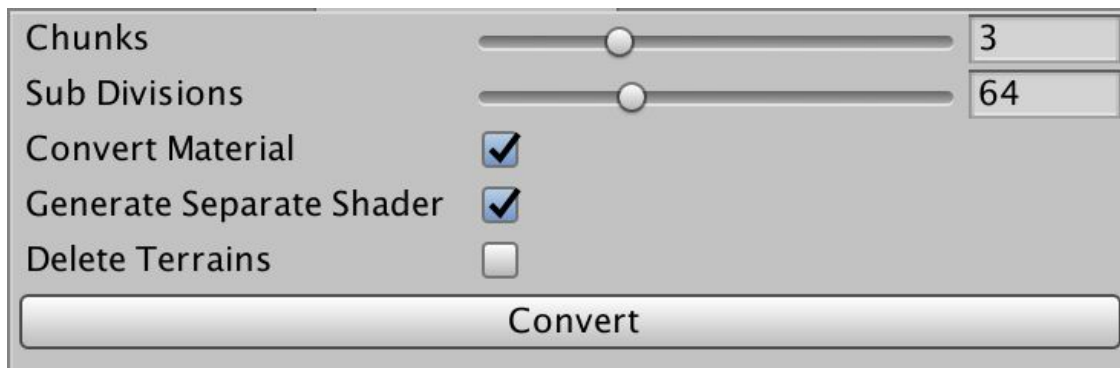 Chunks 3
Sub Divisions 64
Convert Material
Generate Separate Shader
Delete Terrains
Convert